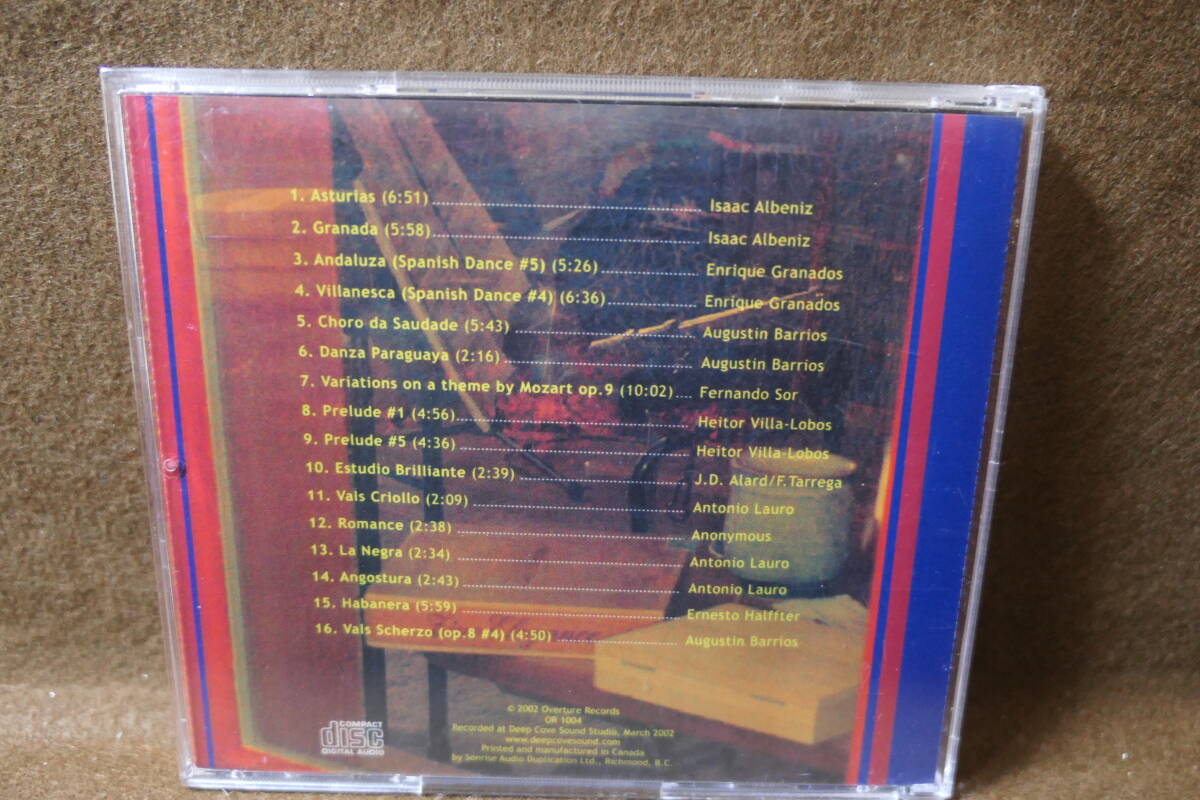 1. Asturias (6:51) Isaac Albeniz
2. Granada (5:58) Isaac Albeniz
3. Andaluza (Spanish Dance #5) (5:26) Enrique Granados
4. Villanesca (Spanish Dance #4) (6:36) Enrique Granados
5. Choro da Saudade (5:43) Augustin Barrios
6. Danza Paraguaya (2:16) Augustin Barrios
7. Variations on a theme by Mozart op.9 (10:02) Fernando Sor
8. Prelude #1 (4:56) Heitor Villa-Lobos
9. Prelude #5 (4:36) Heitor Villa-Lobos
10. Estudio Brilliante (2:39) J.D. Alard/F.Tarrega
11. Vals Criollo (2:09) Antonio Lauro
12. Romance (2:38) Anonymous
13. La Negra (2:34) Antonio Lauro
14. Angostura (2:43) Antonio Lauro
15. Habanera (5:59) Ernesto Halffter
16. Vals Scherzo (op.8 #4) (4:50) Augustin Barrios
© 2002 Overture Records
OR 1004
Recorded at Deep Cove Sound Studio, March 2002
www.deepcovesound.com
Printed and manufactured in Canada
by Sonrise Audio Duplication Ltd., Richmond, B.C.
COMPACT
disc
DIGITAL AUDIO